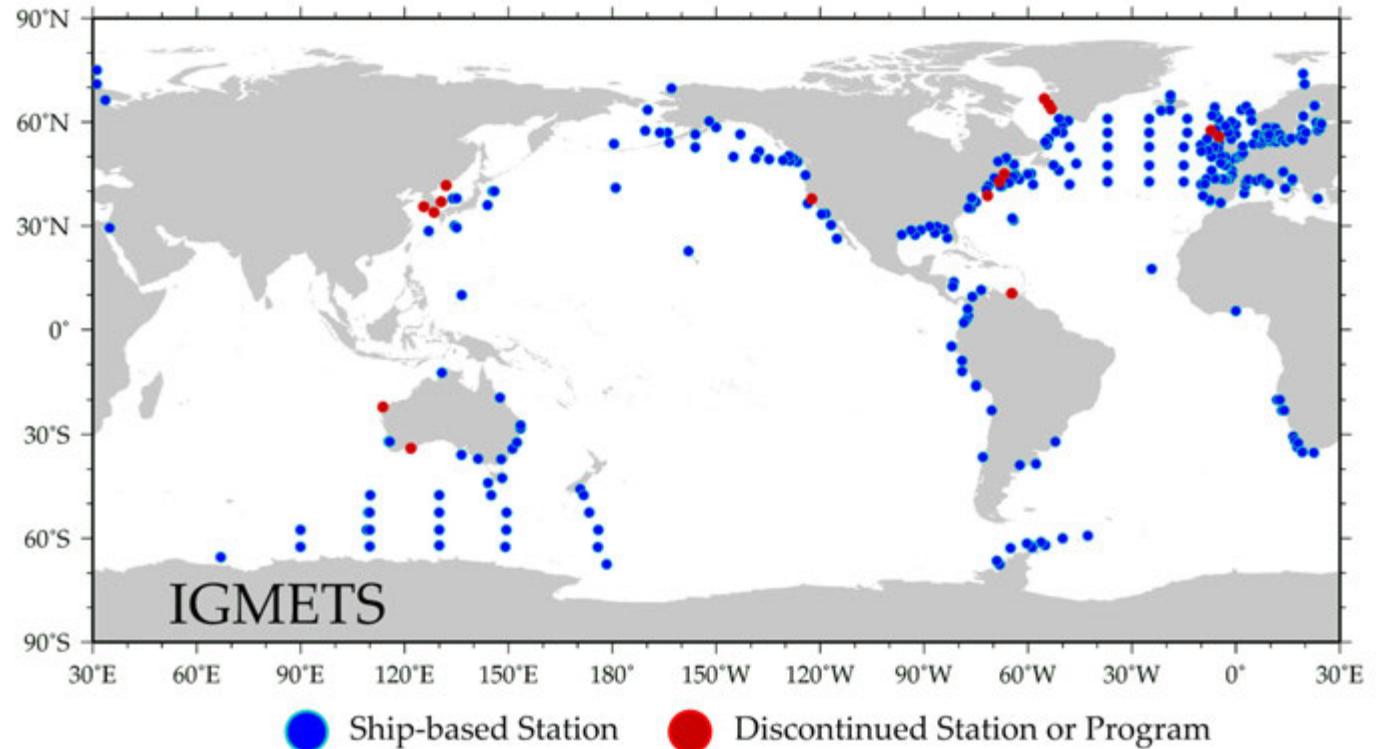 90°N
60°N
30°N
0°
30°S
60°S
90°S
IGMETS
30°E 60°E 90°E 120°E 150°E 180° 150°W 120°W 90°W 60°W 30°W 0° 30°E
Ship-based Station Discontinued Station or Program